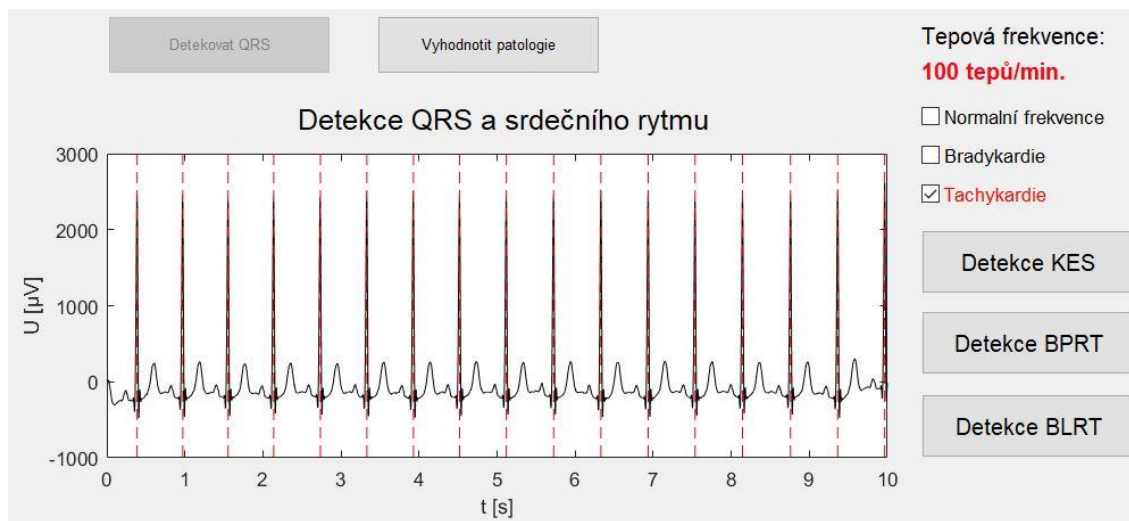 Detekovat QRS
Vyhodnotit patologie
Tepová frekvence:
100 tepů/min.
Normalní frekvence
Bradykardie
Tachykardie
Detekce KES
Detekce BPRT
Detekce BLRT
Detekce QRS a srdečního rytmu
3000
2000
1000
0
-1000
U [µV]
0 1 2 3 4 5 6 7 8 9 10
t [s]